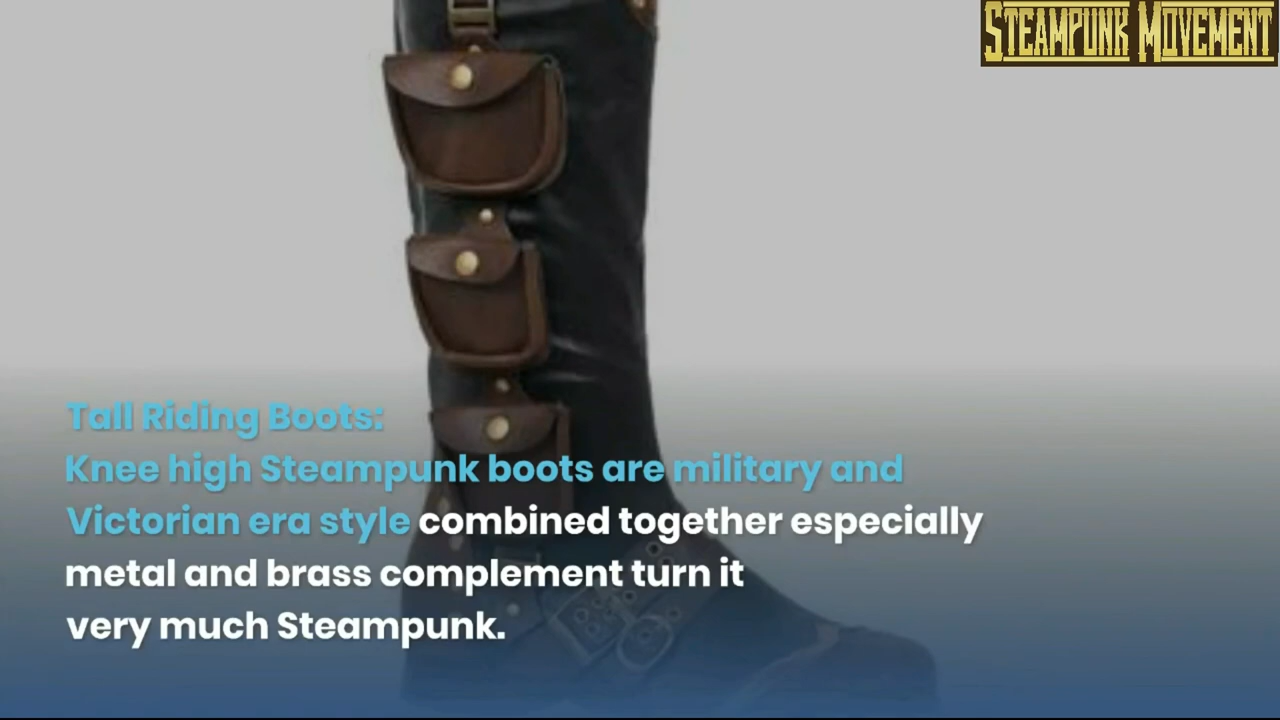 STEAMPUNK MOVEMENT
Tall Riding Boots:
Knee high Steampunk boots are military and
Victorian era style combined together especially
metal and brass complement turn it
very much Steampunk.